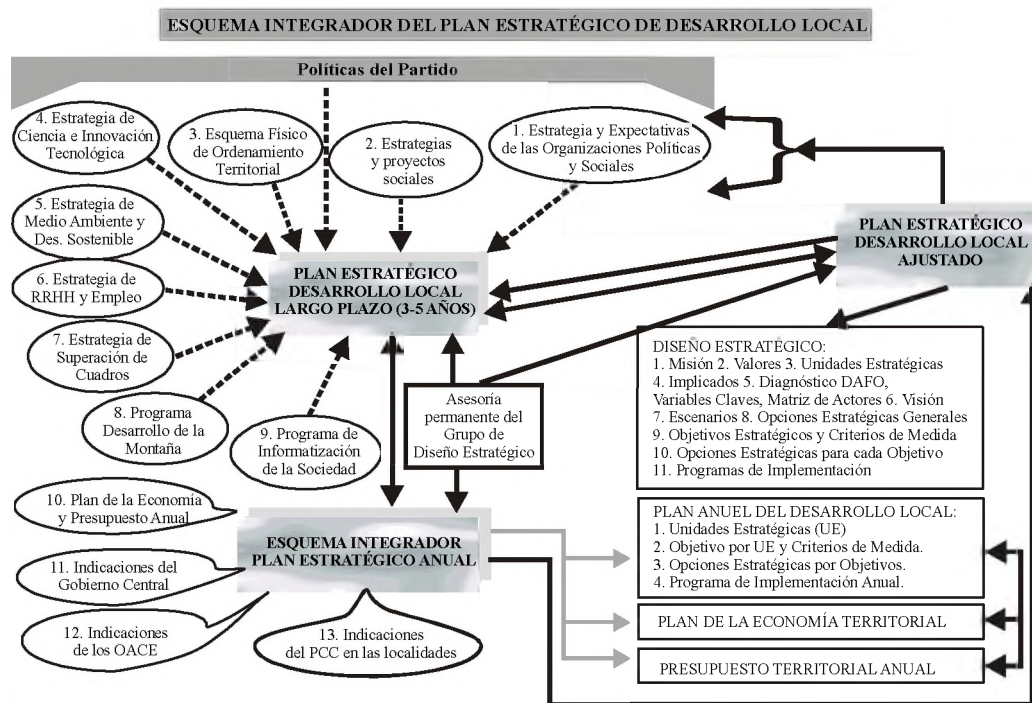 ESQUEMA INTEGRADOR DEL PLAN ESTRATÉGICO DE DESARROLLO LOCAL
Políticas del Partido
4. Estrategia de
Ciencia e Innovación
Tecnológica
3. Esquema Físico
de Ordenamiento
Territorial
2. Estrategias
y proyectos
sociales
1. Estrategia y Expectativas
de las Organizaciones Políticas
y Sociales
5. Estrategia de
Medio Ambiente y
Des. Sostenible
6. Estrategia de
RRHH y Empleo
7. Estrategia de
Superación de
Cuadros
8. Programa
Desarrollo de la
Montaña
9. Programa de
Informatización
de la Sociedad
PLAN ESTRATÉGICO
DESARROLLO LOCAL
LARGO PLAZO (3-5 AÑOS)
PLAN ESTRATÉGICO
DESARROLLO LOCAL
AJUSTADO
Asesoría
permanente del
Grupo de
Diseño Estratégico
DISEÑO ESTRATÉGICO:
1. Misión 2. Valores 3. Unidades Estratégicas
4. Implicados 5. Diagnóstico DAFO,
Variables Claves, Matriz de Actores 6. Visión
7. Escenarios 8. Opciones Estratégicas Generales
9. Objetivos Estratégicos y Criterios de Medida
10. Opciones Estratégicas para cada Objetivo
11. Programas de Implementación
10. Plan de la Economía
y Presupuesto Anual
11. Indicaciones del
Gobierno Central
12. Indicaciones
de los OACE
13. Indicaciones
del PCC en las localidades
ESQUEMA INTEGRADOR
PLAN ESTRATÉGICO ANUAL
PLAN ANUEL DEL DESARROLLO LOCAL:
1. Unidades Estratégicas (UE)
2. Objetivo por UE y Criterios de Medida.
3. Opciones Estratégicas por Objetivos.
4. Programa de Implementación Anual.
PLAN DE LA ECONOMÍA TERRITORIAL
PRESUPUESTO TERRITORIAL ANUAL